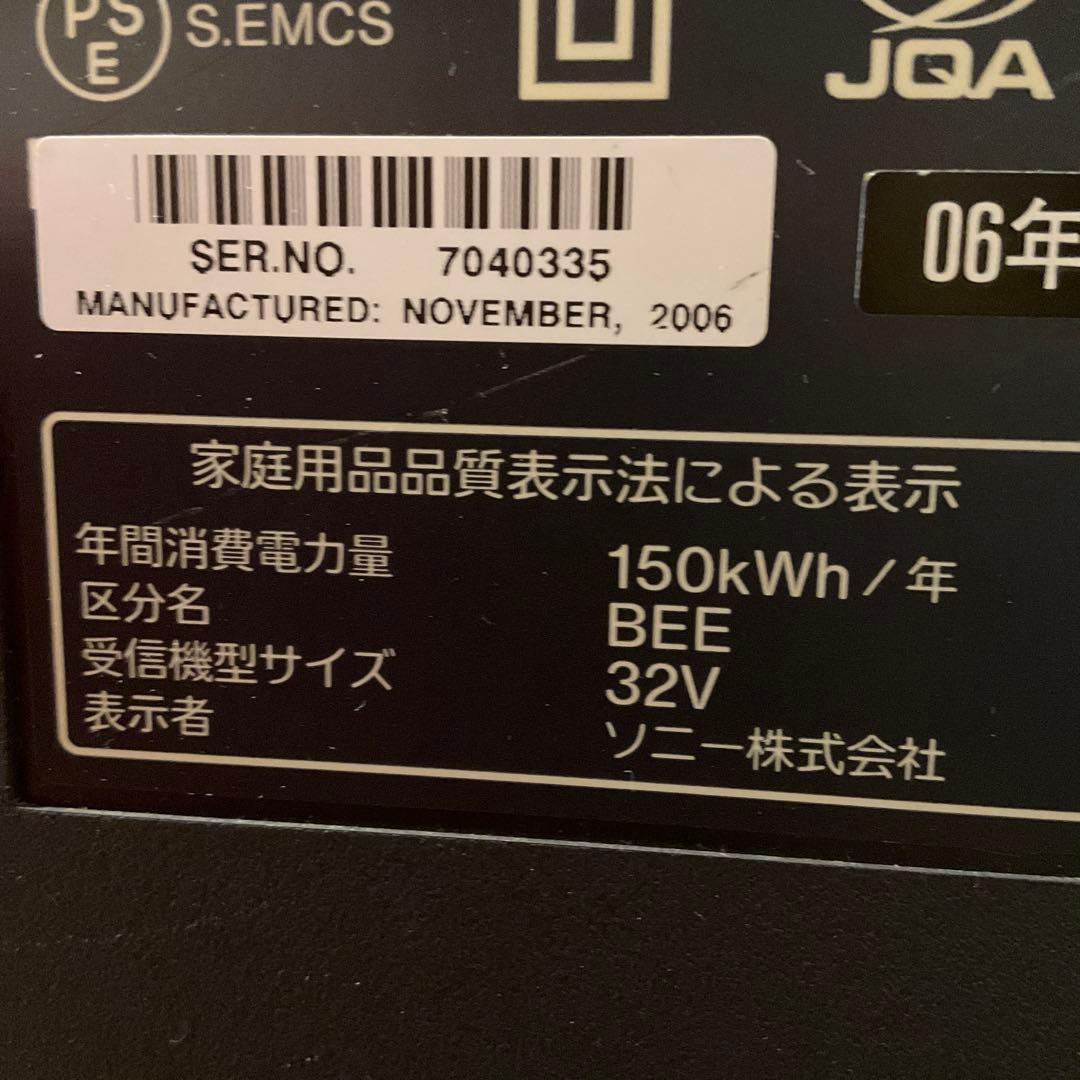 PS
E
S.EMCS
JQA
SER.NO. 7040335
MANUFACTURED: NOVEMBER, 2006
06年
家庭用品品質表示法による表示
年間消費電力量 150kWh/年
区分名 BEE
受信機型サイズ 32V
表示者 ソニー株式会社